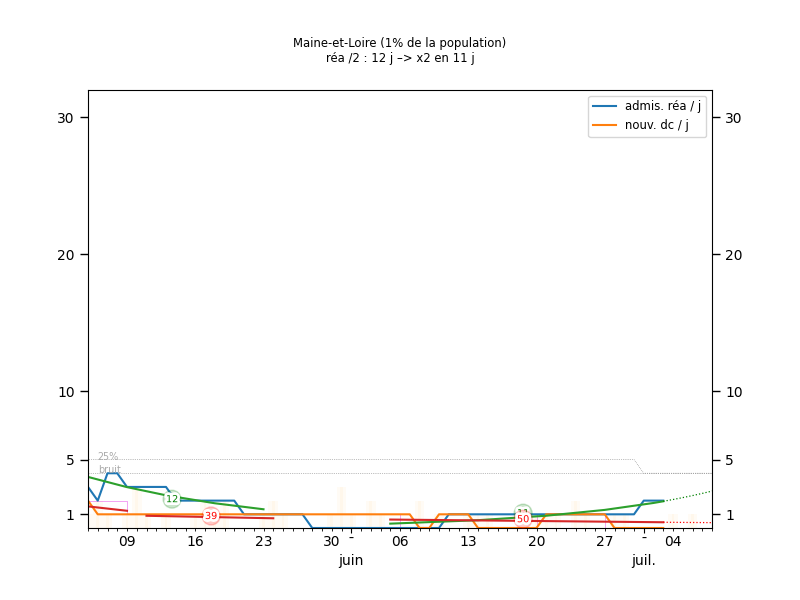 Maine-et-Loire (1% de la population)
réa /2 : 12 j –> x2 en 11 j
admis. réa / j
nouv. dc / j
30 30
20 20
10 10
5 5
1 1
25%
bruit
12
39
11
50
09 16 23 30 - 06 13 20 27 - 04
juin juil.